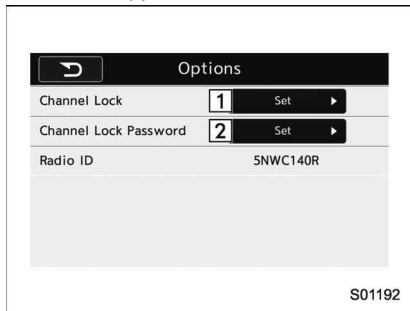 Options
Channel Lock 1 Set
Channel Lock Password 2 Set
Radio ID 5NWC140R
S01192